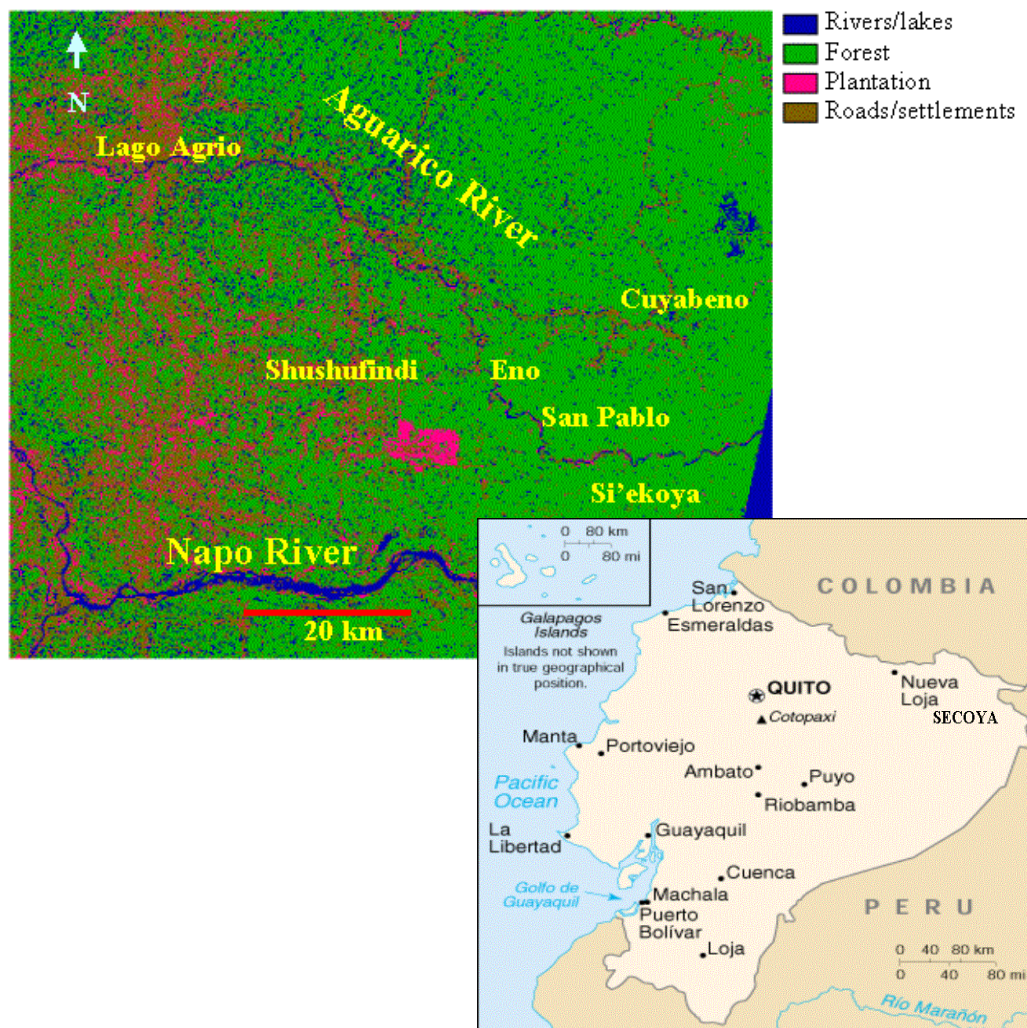 Rivers/lakes
Forest
Plantation
Roads/settlements
N
Lago Agrio
Aguarico River
Cuyabeno
Shushufindi
Eno
San Pablo
Si'ekoya
Napo River
20 km
0 80 km
0 80 mi
Galapagos
Islands
Islands not shown
in true geographical
position.
San
Lorenzo
Esmeraldas
COLOMBIA
QUITO
Nueva
Loja
SECOYA
Cotopaxi
Manta
Portoviejo
Ambato
Puyo
Pacific
Ocean
Riobamba
La
Libertad
Guayaquil
Cuenca
Golfo de
Guayaquil
Machala
Puerto
Bolívar
PERU
Loja
0 40 80 km
0 40 80 mi
Río Marañón